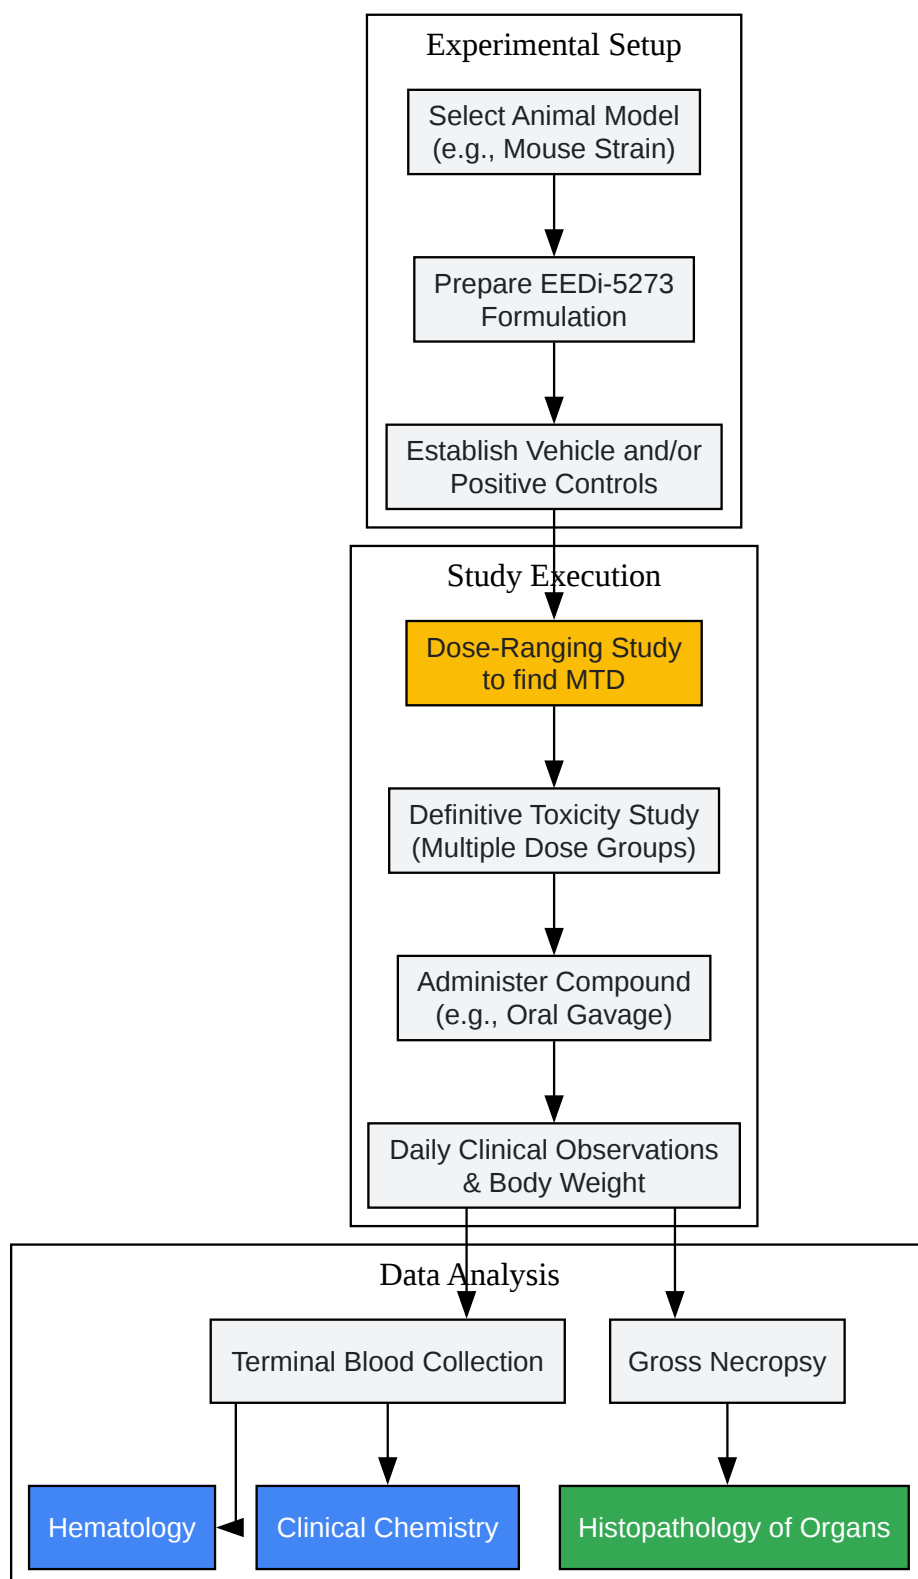 Experimental Setup
Select Animal Model
(e.g., Mouse Strain)
Prepare EEDi-5273
Formulation
Establish Vehicle and/or
Positive Controls
Study Execution
Dose-Ranging Study
to find MTD
Definitive Toxicity Study
(Multiple Dose Groups)
Administer Compound
(e.g., Oral Gavage)
Daily Clinical Observations
& Body Weight
Data Analysis
Terminal Blood Collection
Gross Necropsy
Hematology
Clinical Chemistry
Histopathology of Organs